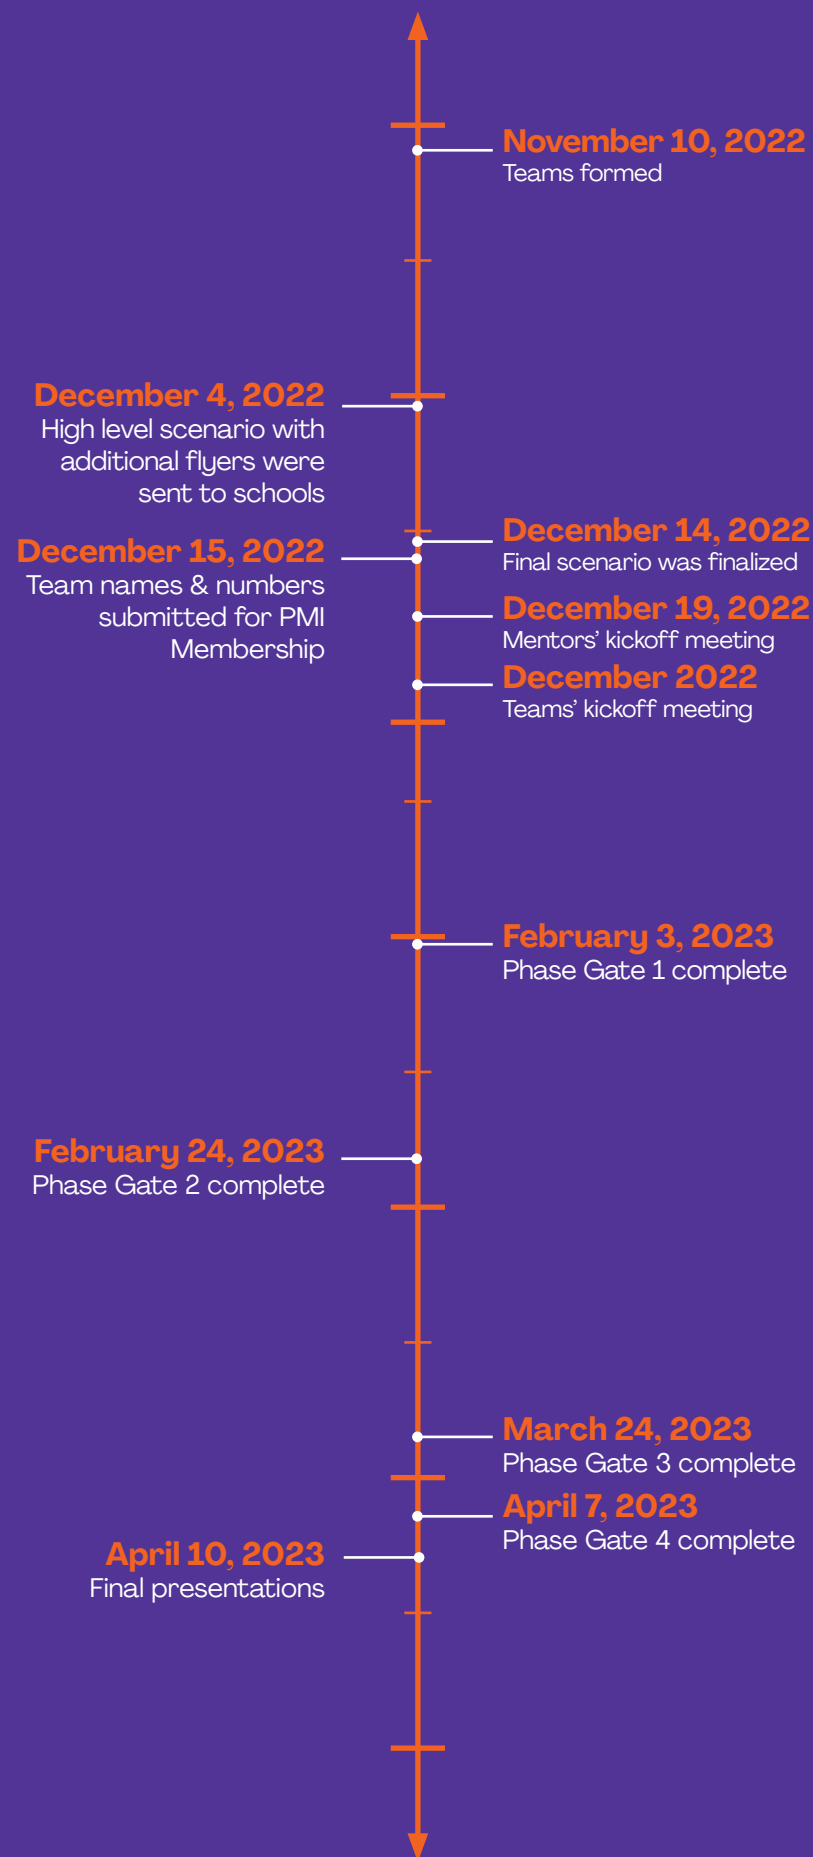 November 10, 2022
Teams formed
December 4, 2022
High level scenario with
additional flyers were
sent to schools
December 14, 2022
Final scenario was finalized
December 15, 2022
Team names & numbers
submitted for PMI
Membership
December 19, 2022
Mentors’ kickoff meeting
December 2022
Teams’ kickoff meeting
February 3, 2023
Phase Gate 1 complete
February 24, 2023
Phase Gate 2 complete
March 24, 2023
Phase Gate 3 complete
April 7, 2023
Phase Gate 4 complete
April 10, 2023
Final presentations